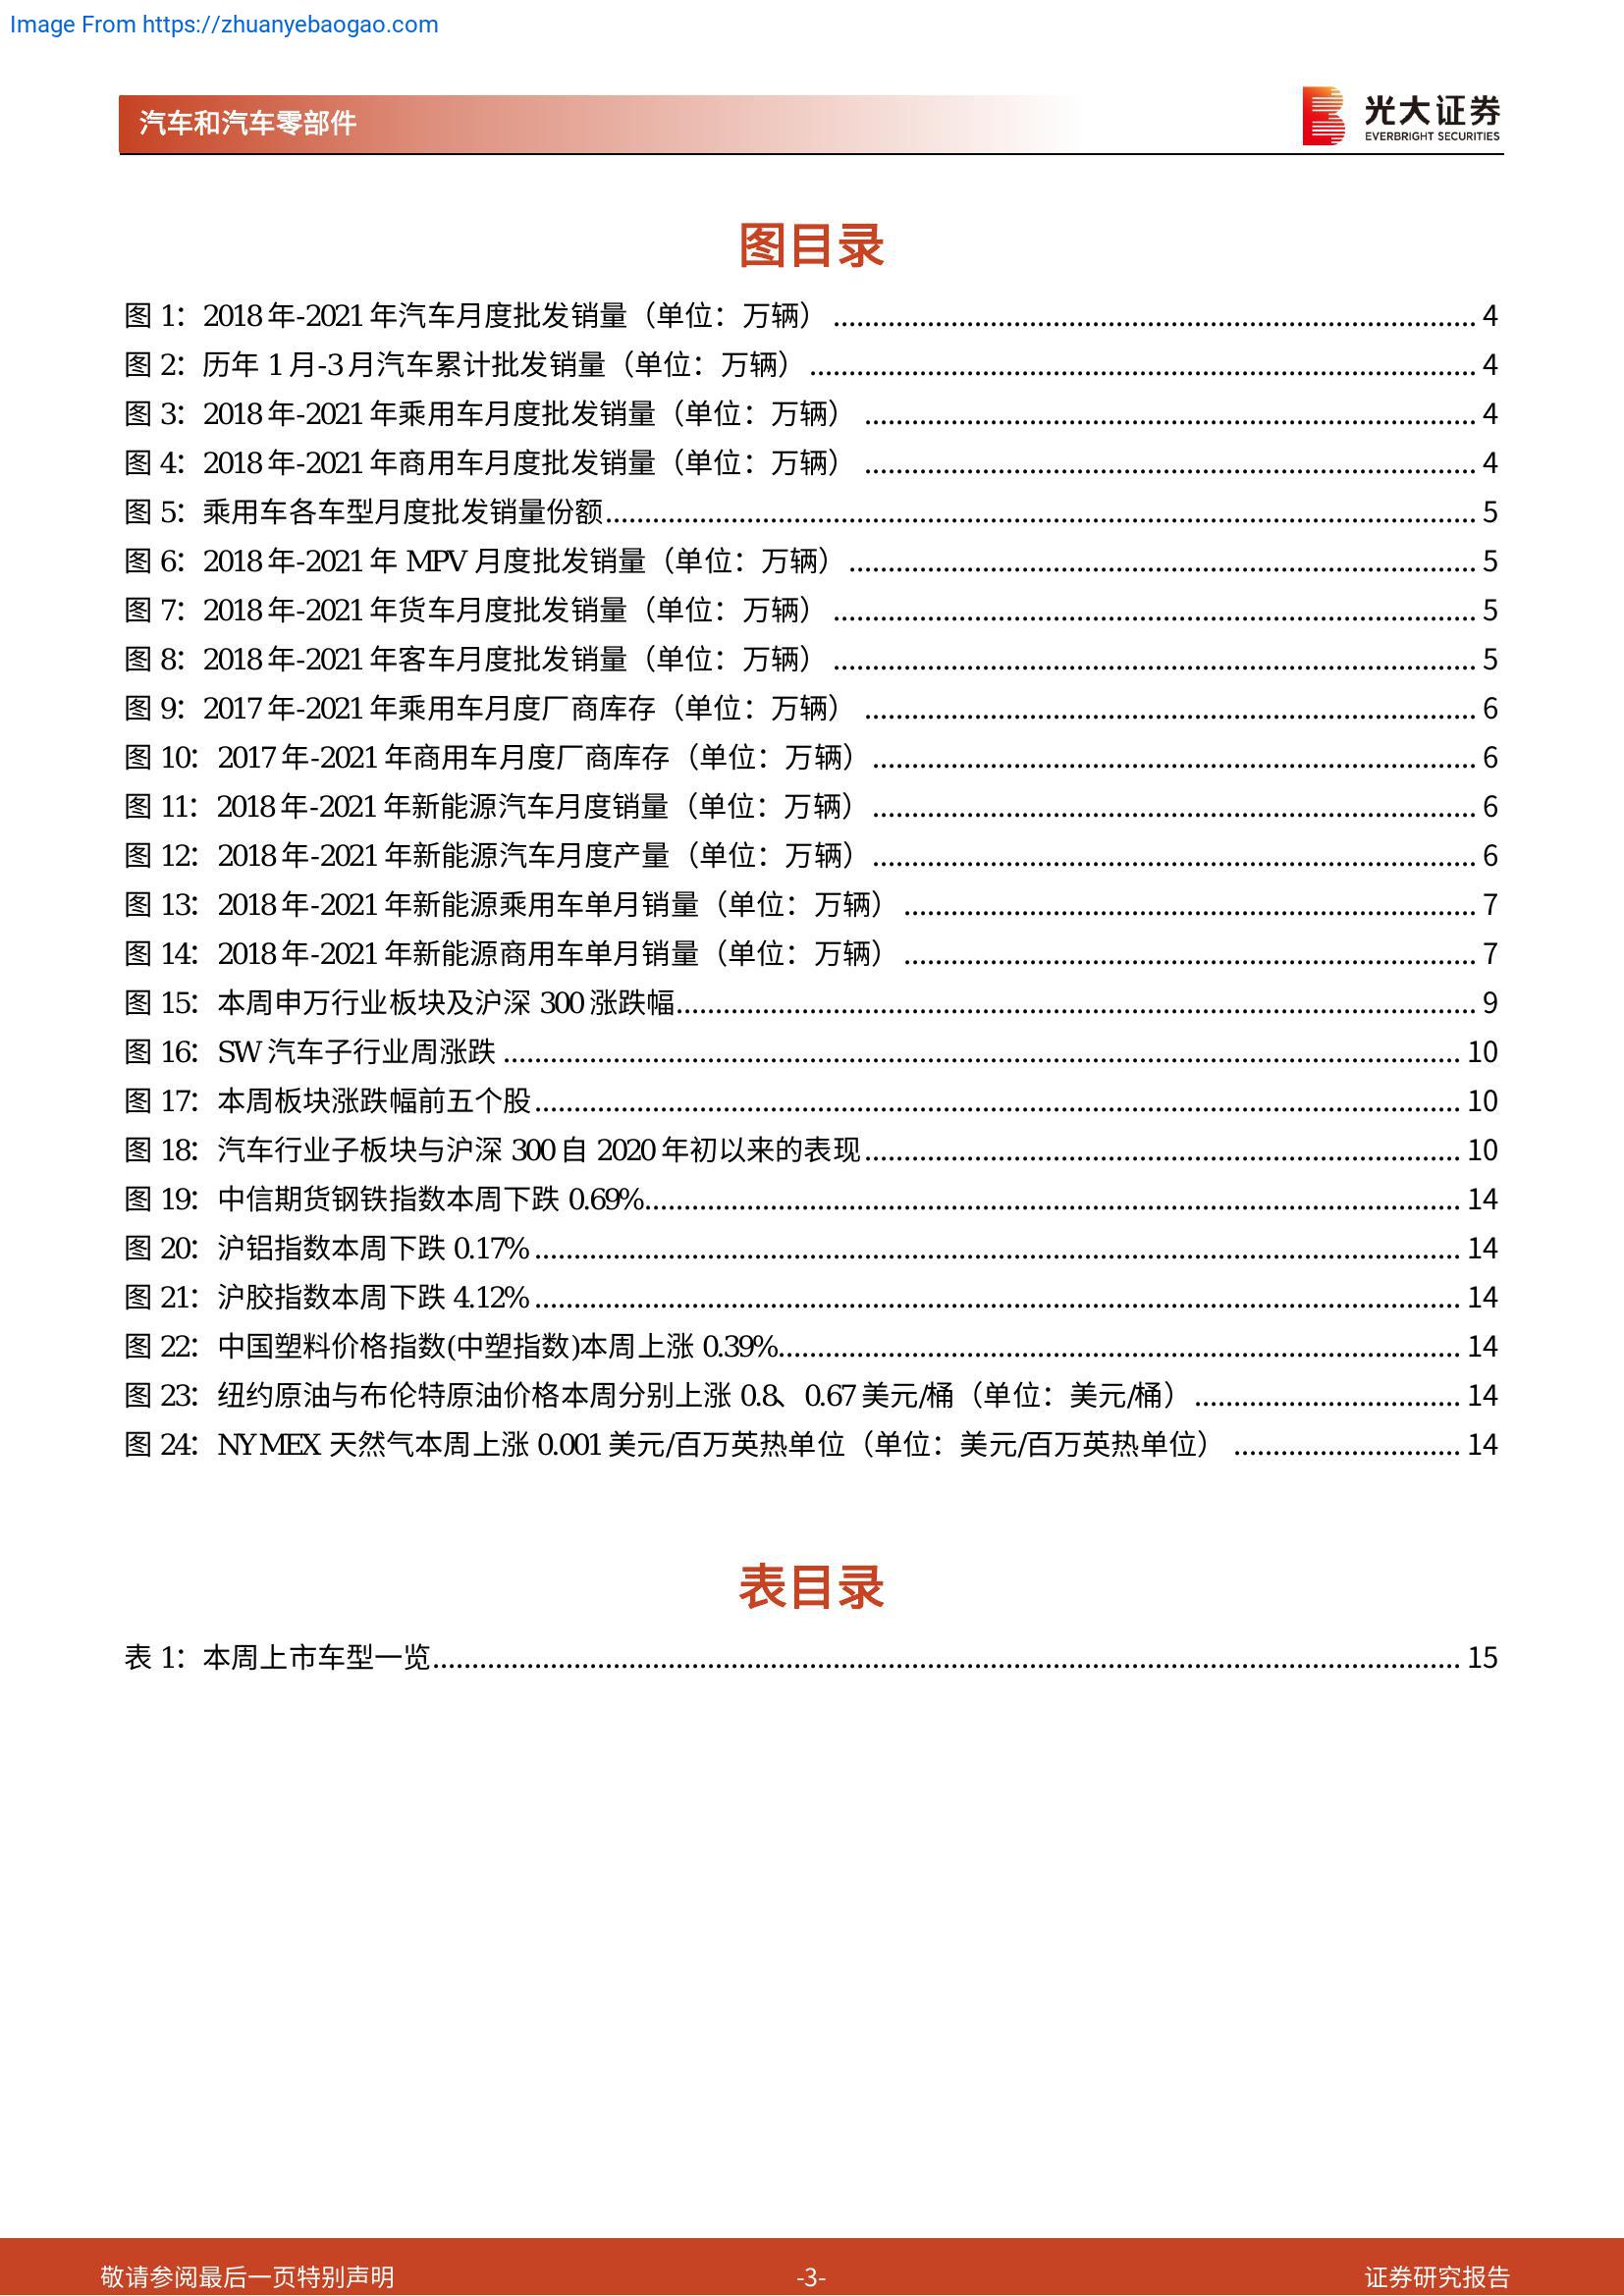 Image From https://zhuanyebaogao.com
汽车和汽车零部件
光大证券
EVERBRIGHT SECURITIES
图目录
图 1：2018 年-2021 年汽车月度批发销量（单位：万辆） 4
图 2：历年 1 月-3 月汽车累计批发销量（单位：万辆） 4
图 3：2018 年-2021 年乘用车月度批发销量（单位：万辆） 4
图 4：2018 年-2021 年商用车月度批发销量（单位：万辆） 4
图 5：乘用车各车型月度批发销量份额 5
图 6：2018 年-2021 年 MPV 月度批发销量（单位：万辆） 5
图 7：2018 年-2021 年货车月度批发销量（单位：万辆） 5
图 8：2018 年-2021 年客车月度批发销量（单位：万辆） 5
图 9：2017 年-2021 年乘用车月度厂商库存（单位：万辆） 6
图 10：2017 年-2021 年商用车月度厂商库存（单位：万辆） 6
图 11：2018 年-2021 年新能源汽车月度销量（单位：万辆） 6
图 12：2018 年-2021 年新能源汽车月度产量（单位：万辆） 6
图 13：2018 年-2021 年新能源乘用车单月销量（单位：万辆） 7
图 14：2018 年-2021 年新能源商用车单月销量（单位：万辆） 7
图 15：本周申万行业板块及沪深 300 涨跌幅 9
图 16：SW 汽车子行业周涨跌 10
图 17：本周板块涨跌幅前五个股 10
图 18：汽车行业子板块与沪深 300 自 2020 年初以来的表现 10
图 19：中信期货钢铁指数本周下跌 0.69% 14
图 20：沪铝指数本周下跌 0.17% 14
图 21：沪胶指数本周下跌 4.12% 14
图 22：中国塑料价格指数(中塑指数)本周上涨 0.39% 14
图 23：纽约原油与布伦特原油价格本周分别上涨 0.8、0.67 美元/桶（单位：美元/桶） 14
图 24：NYMEX 天然气本周上涨 0.001 美元/百万英热单位（单位：美元/百万英热单位） 14
表目录
表 1：本周上市车型一览 15
敬请参阅最后一页特别声明 -3- 证券研究报告